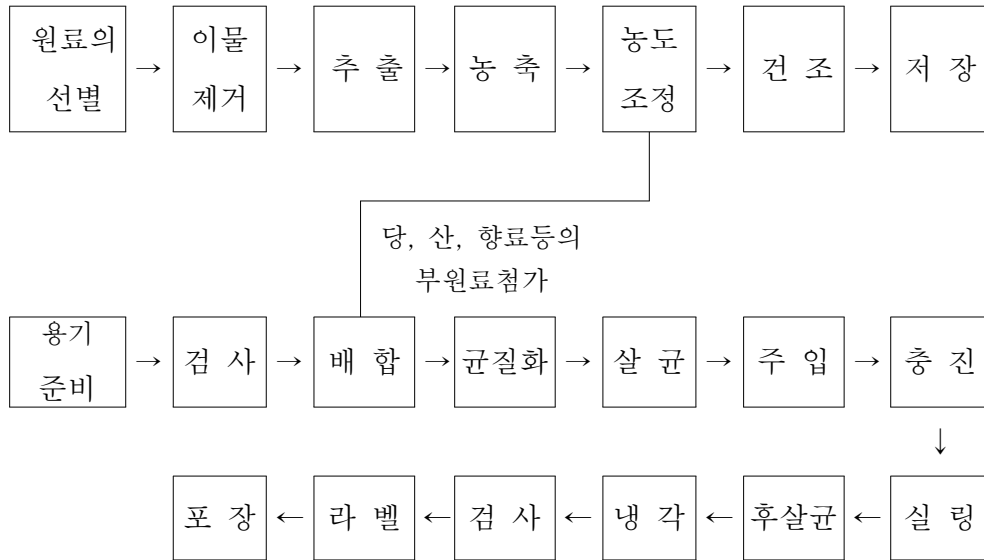 원료의
선별
→
이물
제거
→
추 출
→
농 축
→
농도
조정
→
건 조
→
저 장
당, 산, 향료등의
부원료첨가
용기
준비
→
검 사
→
배 합
→
균질화
→
살 균
→
주 입
→
충 진
↓
포 장
←
라 벨
←
검 사
←
냉 각
←
후살균
←
실 링